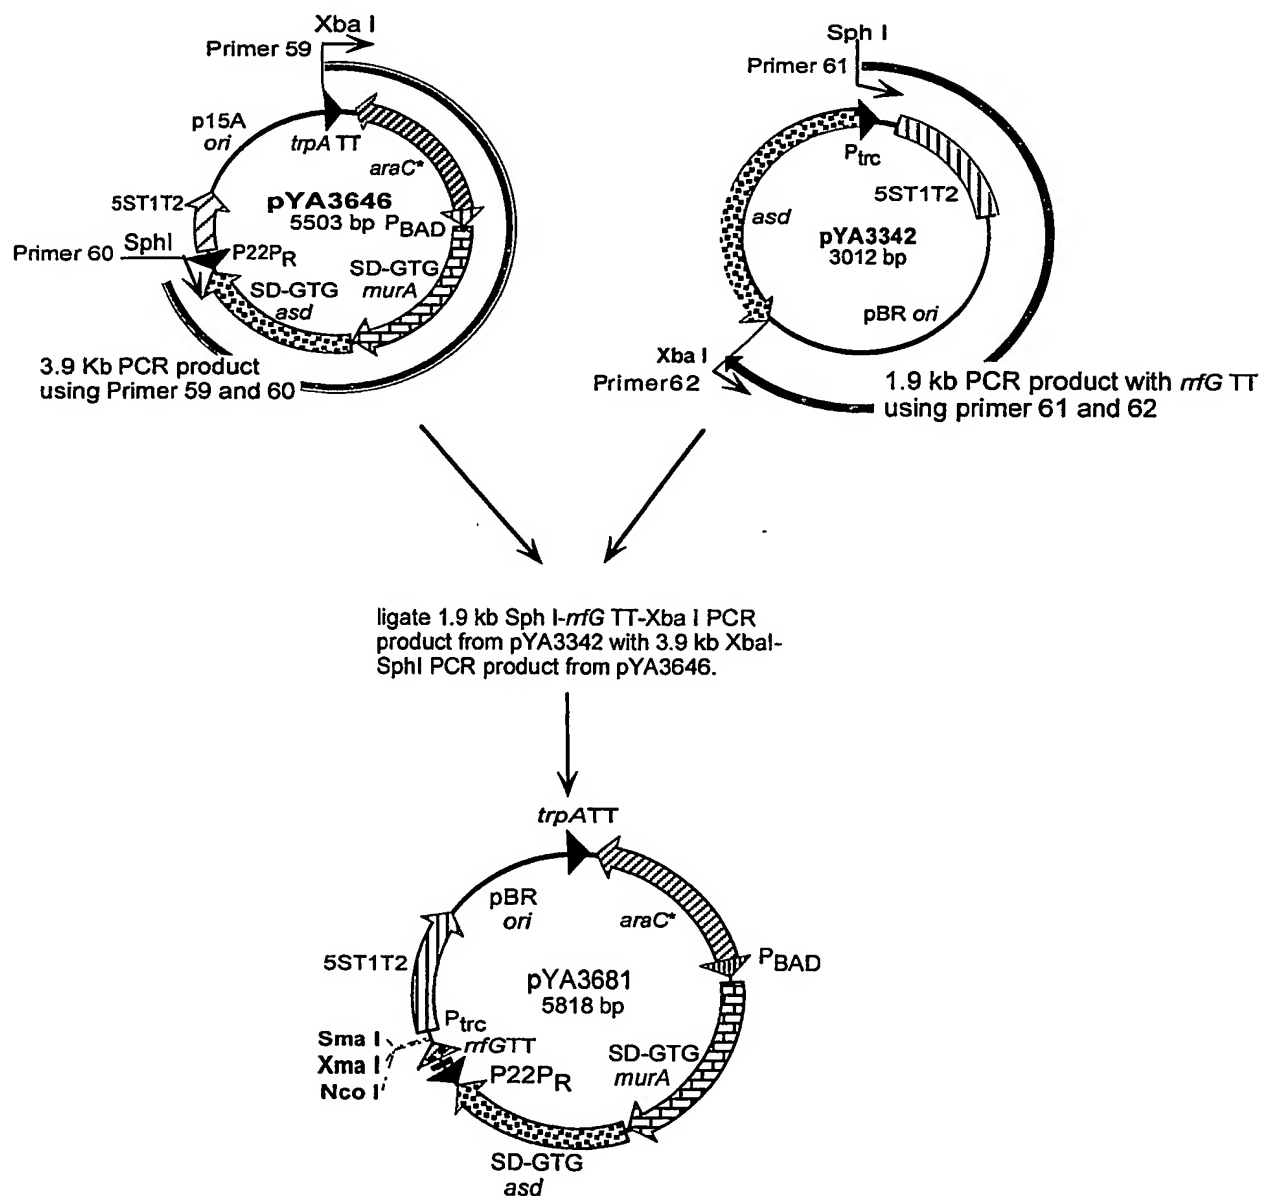 Xba I
Primer 59
p15A
ori
trpA TT
araC*
5ST1T2
pYA3646
5503 bp
PBAD
Primer 60
SphI
P22PR
SD-GTG
murA
SD-GTG
asd
3.9 Kb PCR product
using Primer 59 and 60
Sph I
Primer 61
Ptrc
5ST1T2
asd
pYA3342
3012 bp
pBR ori
Xba I
Primer62
1.9 kb PCR product with rrfG TT
using primer 61 and 62
ligate 1.9 kb Sph I-rrfG TT-Xba I PCR
product from pYA3342 with 3.9 kb XbaI-
SphI PCR product from pYA3646.
trpATT
pBR
ori
araC*
5ST1T2
PBAD
pYA3681
5818 bp
Ptrc
Sma I
rrfGTT
Xma I
Nco I
P22PR
SD-GTG
murA
SD-GTG
asd